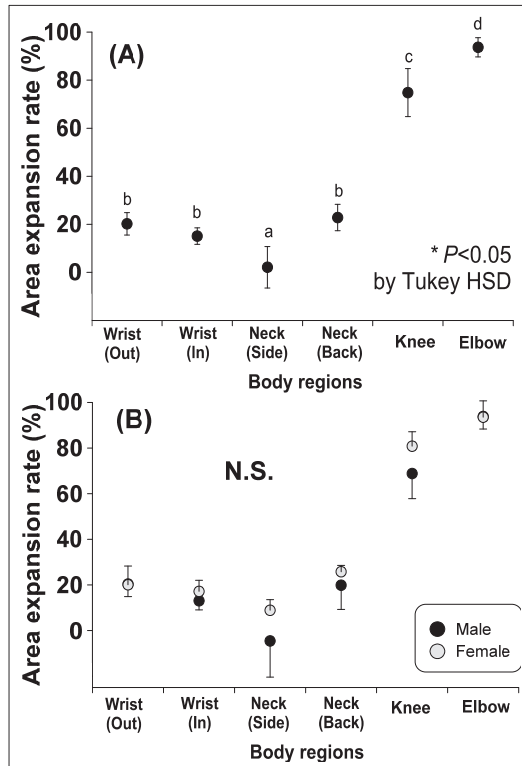 (A)
Area expansion rate (%)
100
80
60
40
20
0
b
b
a
b
c
d
* P<0.05
by Tukey HSD
Wrist
(Out)
Wrist
(In)
Neck
(Side)
Neck
(Back)
Knee
Elbow
Body regions
(B)
Area expansion rate (%)
100
80
60
40
20
0
N.S.
Male
Female
Wrist
(Out)
Wrist
(In)
Neck
(Side)
Neck
(Back)
Knee
Elbow
Body regions